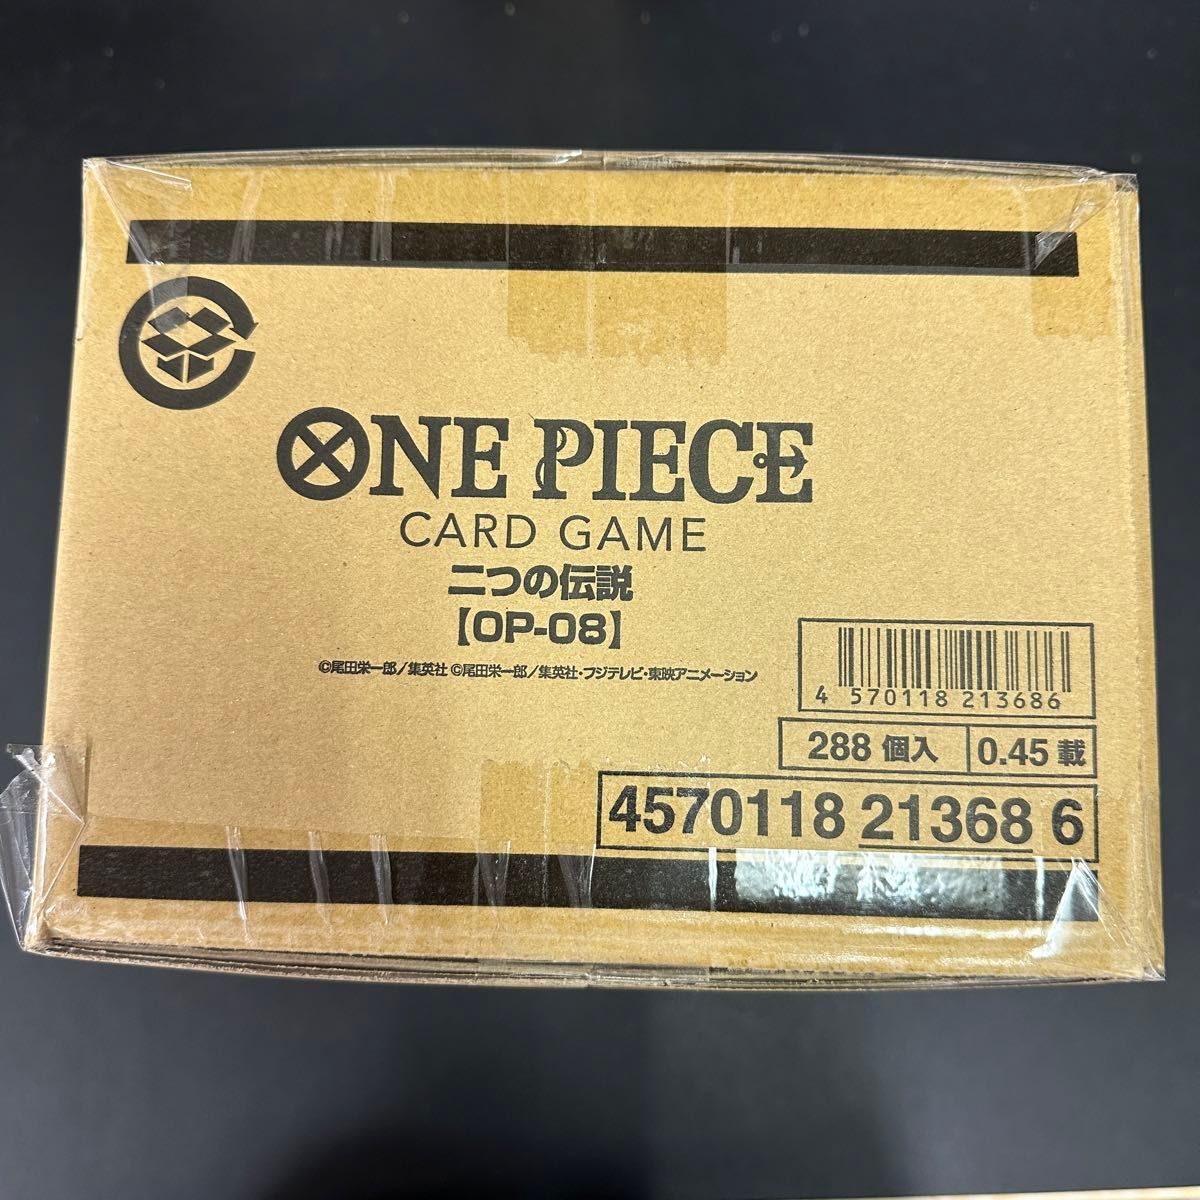 ONE PIECE
CARD GAME
二つの伝説
【OP-08】
©尾田栄一郎/集英社 ©尾田栄一郎/集英社・フジテレビ・東映アニメーション
4 570118 213686
288 個入 0.45 載
4570118 21368 6